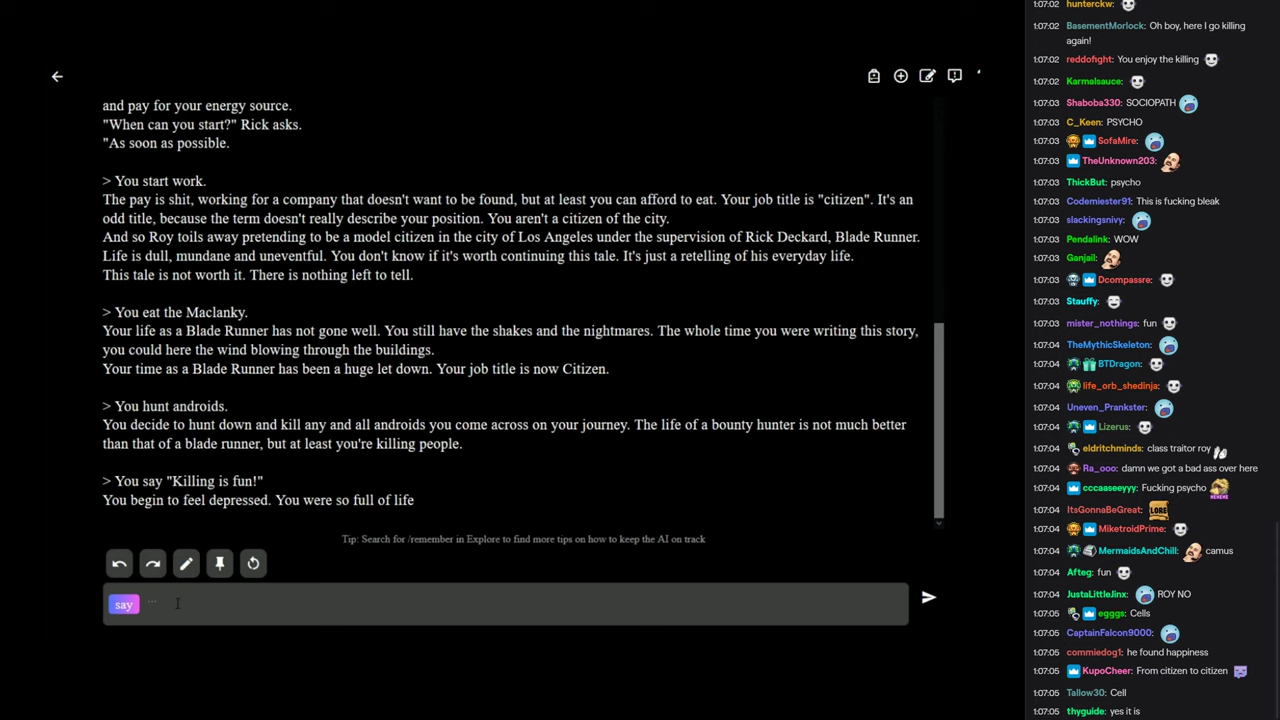 and pay for your energy source.
"When can you start?" Rick asks.
"As soon as possible.
> You start work.
The pay is shit, working for a company that doesn't want to be found, but at least you can afford to eat. Your job title is "citizen". It's an
odd title, because the term doesn't really describe your position. You aren't a citizen of the city.
And so Roy toils away pretending to be a model citizen in the city of Los Angeles under the supervision of Rick Deckard, Blade Runner.
Life is dull, mundane and uneventful. You don't know if it's worth continuing this tale. It's just a retelling of his everyday life.
This tale is not worth it. There is nothing left to tell.
> You eat the Maclanky.
Your life as a Blade Runner has not gone well. You still have the shakes and the nightmares. The whole time you were writing this story,
you could here the wind blowing through the buildings.
Your time as a Blade Runner has been a huge let down. Your job title is now Citizen.
> You hunt androids.
You decide to hunt down and kill any and all androids you come across on your journey. The life of a bounty hunter is not much better
than that of a blade runner, but at least you're killing people.
> You say "Killing is fun!"
You begin to feel depressed. You were so full of life
Tip: Search for /remember in Explore to find more tips on how to keep the AI on track
say ...
1:07:02 hunterckw:
1:07:02 BasementMorlock: Oh boy, here I go killing
again!
1:07:02 reddofight: You enjoy the killing
1:07:02 Karmalsauce:
1:07:03 Shaboba330: SOCIOPATH
1:07:03 C_Keen: PSYCHO
1:07:03 SofaMire:
1:07:03 TheUnknown203:
1:07:03 ThickBut: psycho
1:07:03 Codemiester91: This is fucking bleak
1:07:03 slackingsnivy:
1:07:03 Pendalink: WOW
1:07:03 Ganjail:
1:07:03 Dcompassre:
1:07:03 Stauffy:
1:07:03 mister_nothings: fun
1:07:04 TheMythicSkeleton:
1:07:04 BTDragon:
1:07:04 life_orb_shedinja:
1:07:04 Uneven_Prankster:
1:07:04 Lizerus:
1:07:04 eldritchminds: class traitor roy
1:07:04 Ra_ooo: damn we got a bad ass over here
1:07:04 cccaaseeyyy: Fucking psycho
1:07:04 ItsGonnaBeGreat: LORE
1:07:04 MiketroidPrime:
1:07:04 MermaidsAndChill: camus
1:07:04 Afteg: fun
1:07:04 JustaLittleJinx: ROY NO
1:07:05 egggs: Cells
1:07:05 CaptainFalcon9000:
1:07:05 commiedog1: he found happiness
1:07:05 KupoCheer: From citizen to citizen
1:07:05 Tallow30: Cell
1:07:05 thyguide: yes it is